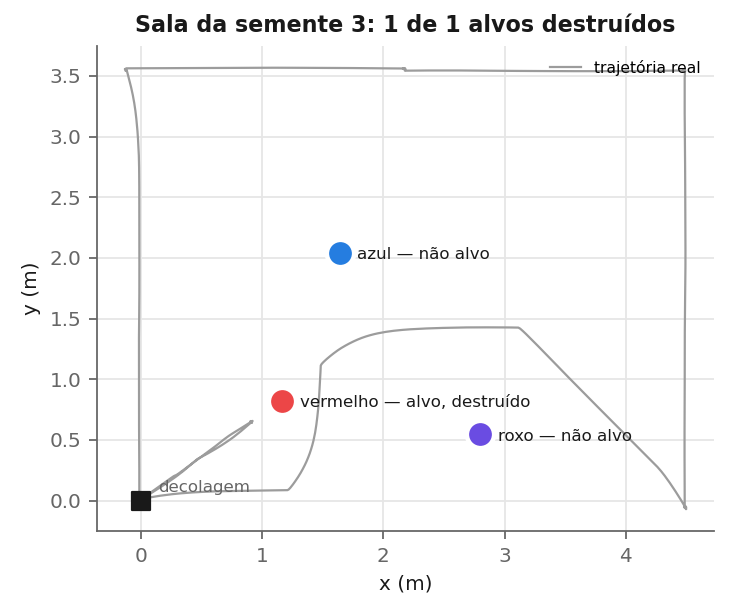 Sala da semente 3: 1 de 1 alvos destruídos
trajetória real
3.5
3.0
2.5
2.0
1.5
1.0
0.5
0.0
y (m)
azul — não alvo
vermelho — alvo, destruído
roxo — não alvo
decolagem
0
1
2
3
4
x (m)